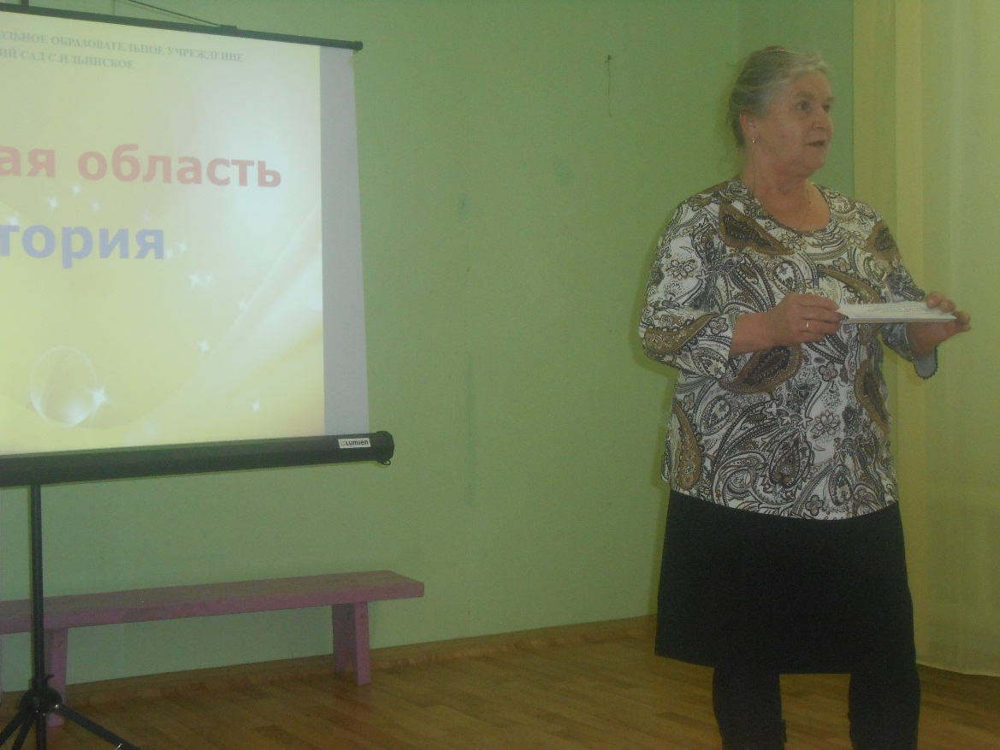 ОЛЬНОЕ ОБРАЗОВАТЕЛЬНОЕ УЧРЕЖДЕНИЕ
ИЙ САД С.ИЛЬИНСКОЕ
ая область
тория
Lumien